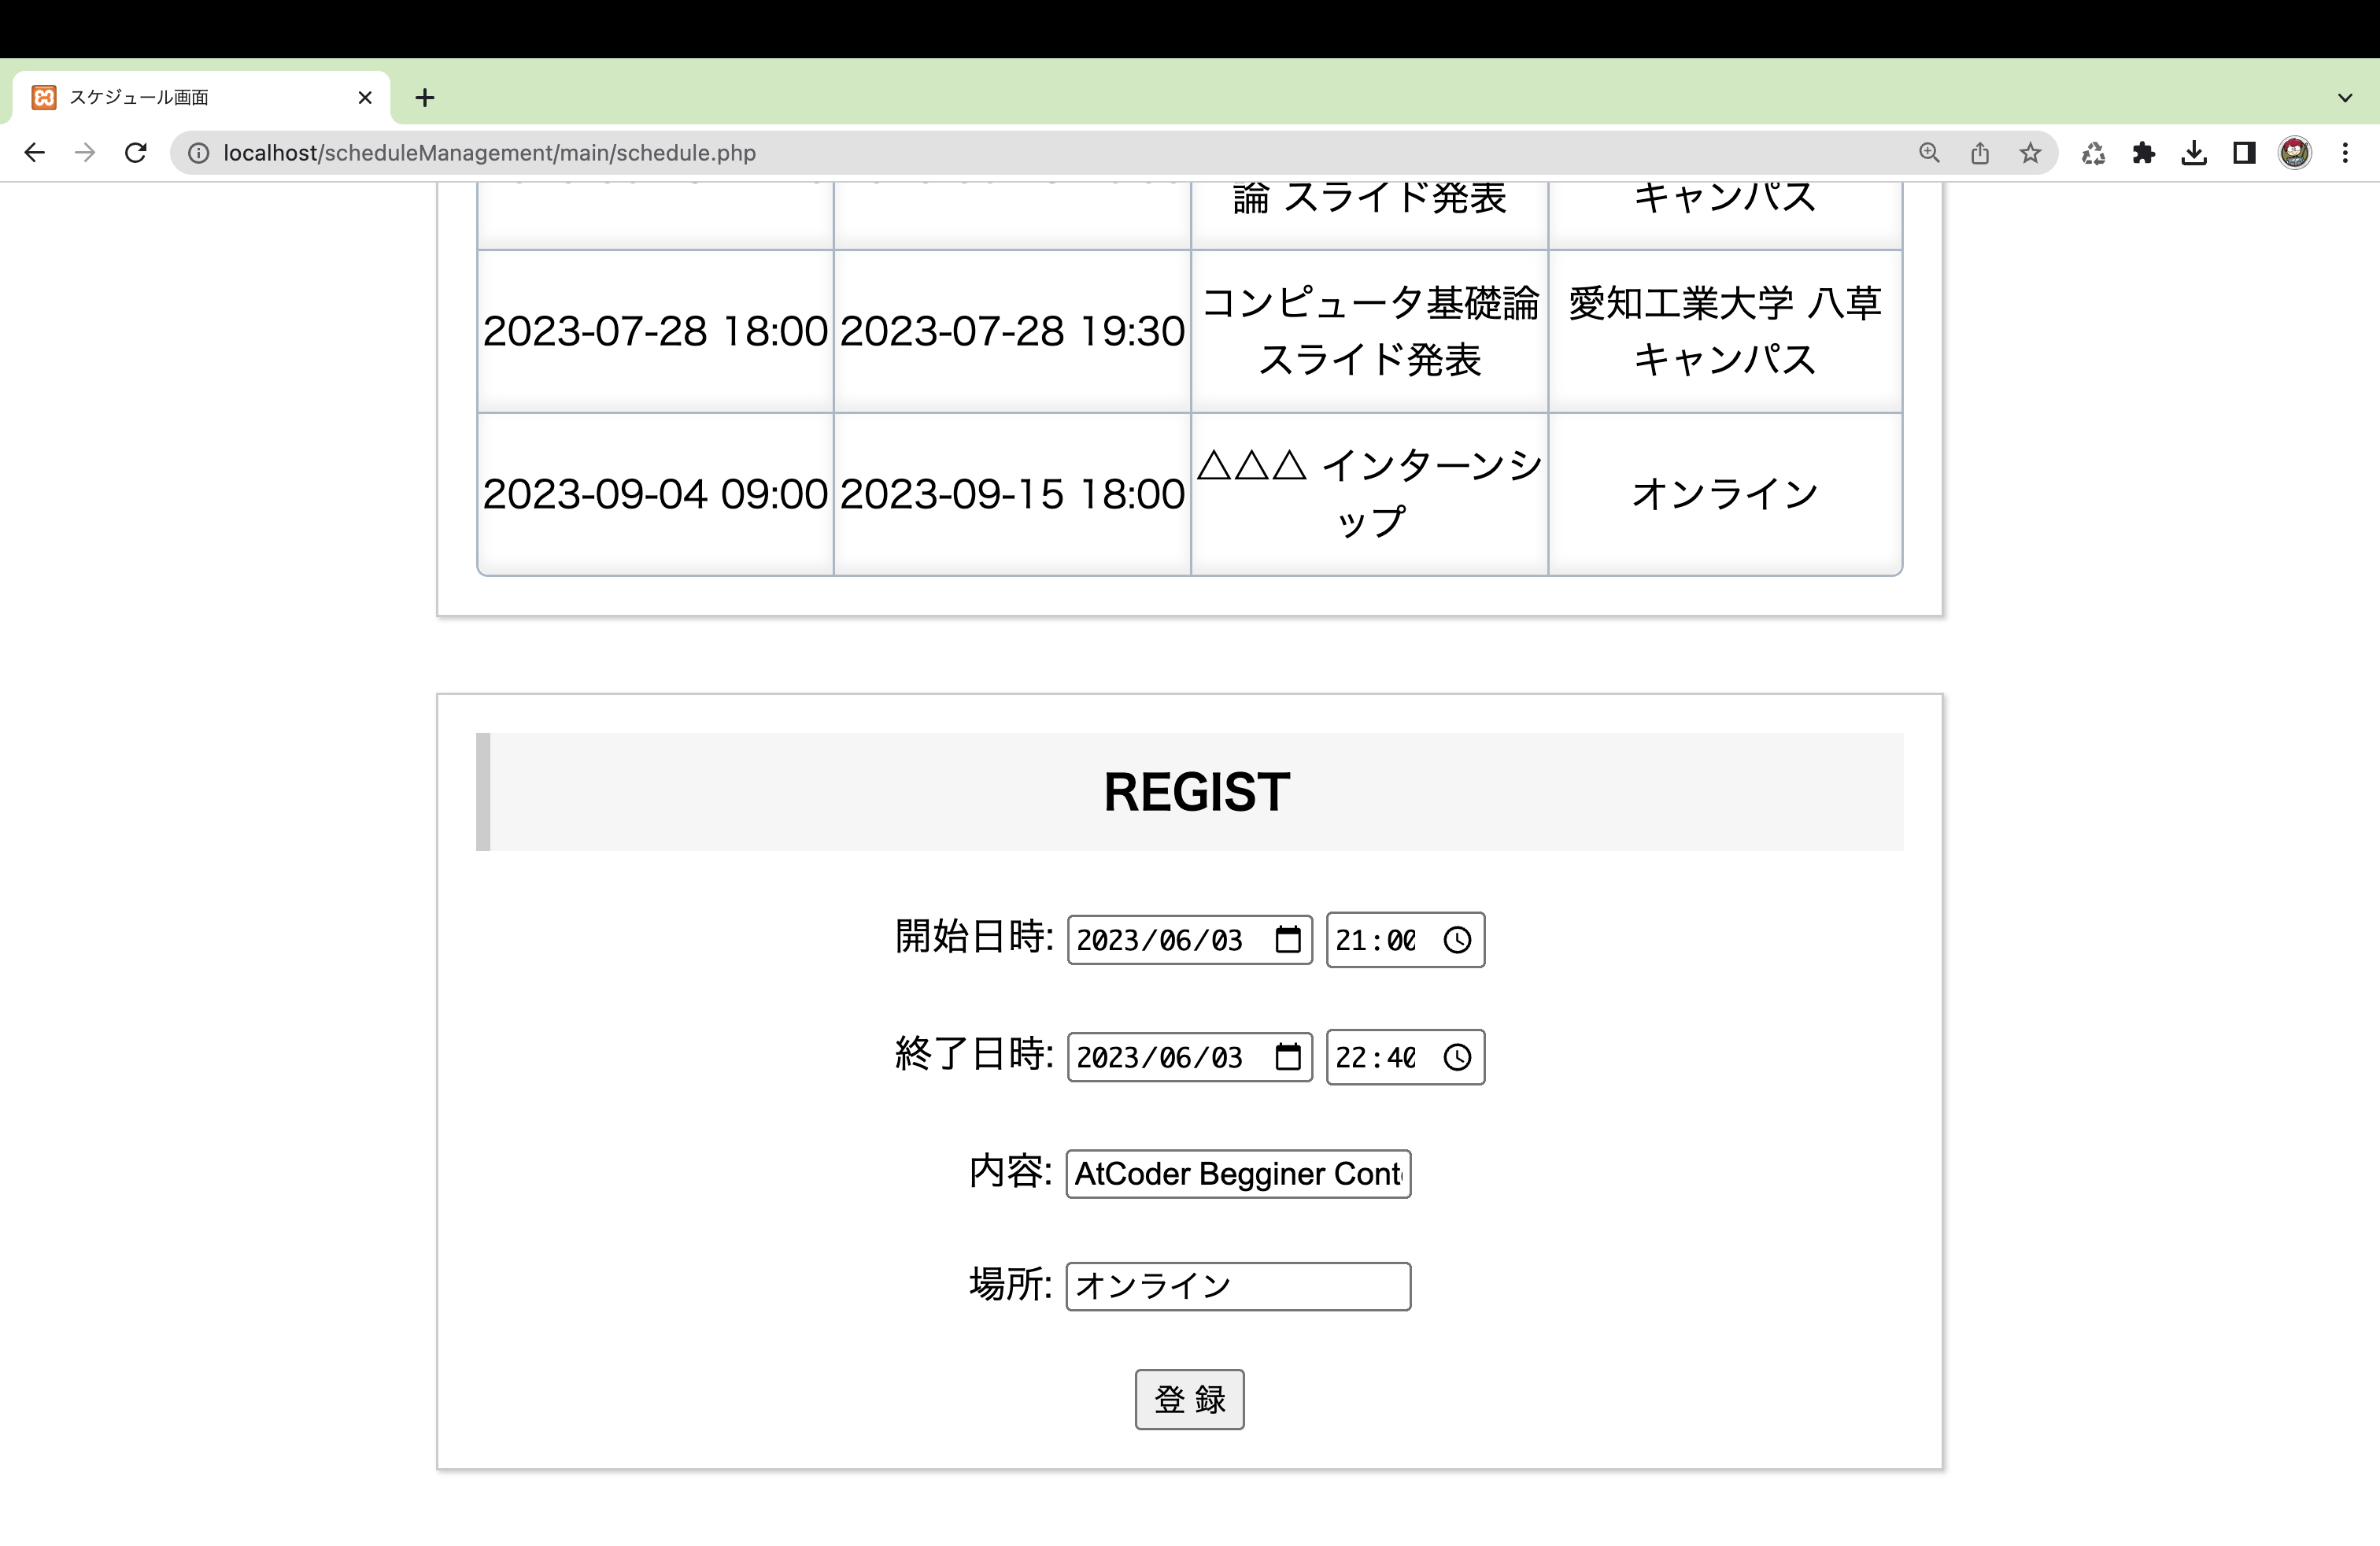 スケジュール画面
localhost/scheduleManagement/main/schedule.php
論 スライド発表
キャンパス
2023-07-28 18:00 2023-07-28 19:30 コンピュータ基礎論 スライド発表 愛知工業大学 八草キャンパス
2023-09-04 09:00 2023-09-15 18:00 △△△ インターンシップ オンライン
REGIST
開始日時: 2023/06/03 21:00
終了日時: 2023/06/03 22:40
内容: AtCoder Begginer Cont
場所: オンライン
登 録